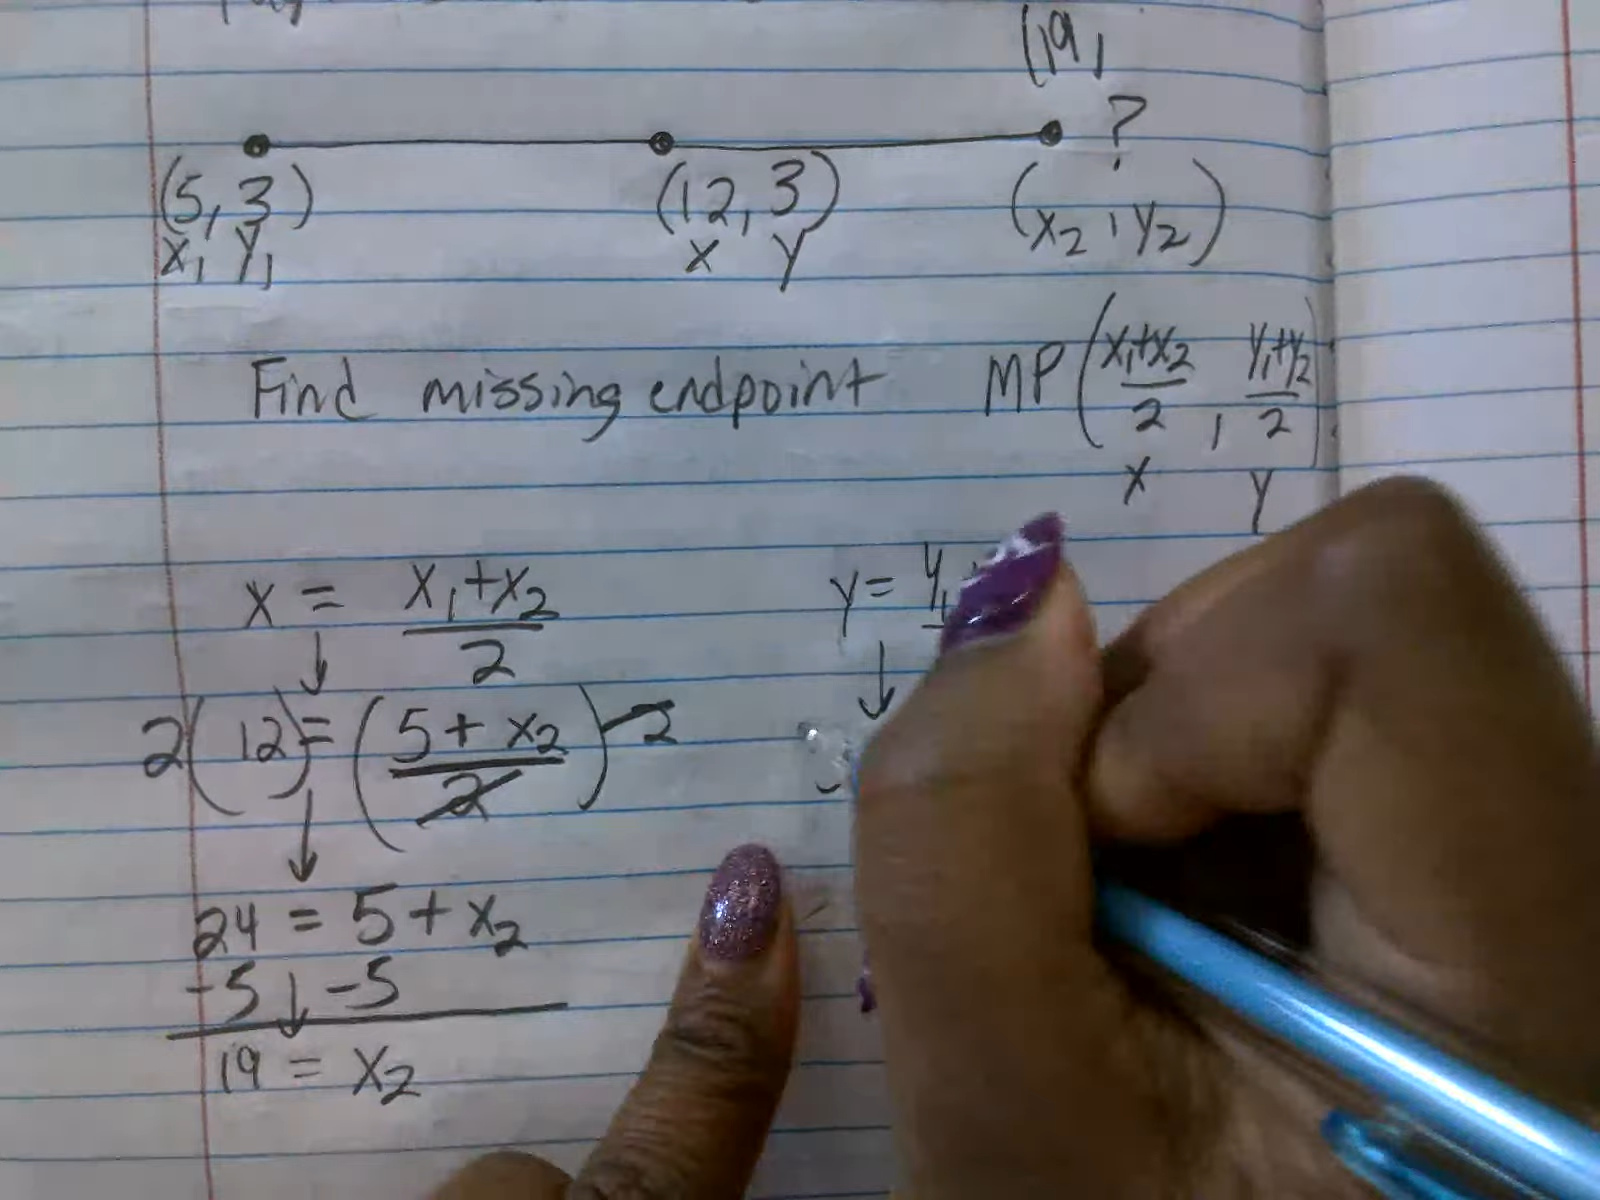 (19,
?
(5, 3) (12, 3) (x₂, y₂)
x₁ y₁ x y
Find missing endpoint MP (x₁+x₂/2, y₁+y₂/2)
x y
x = x₁+x₂/2 y = y₁
2(12) = (5 + x₂/2) 2
24 = 5 + x₂
-5 -5
19 = x₂